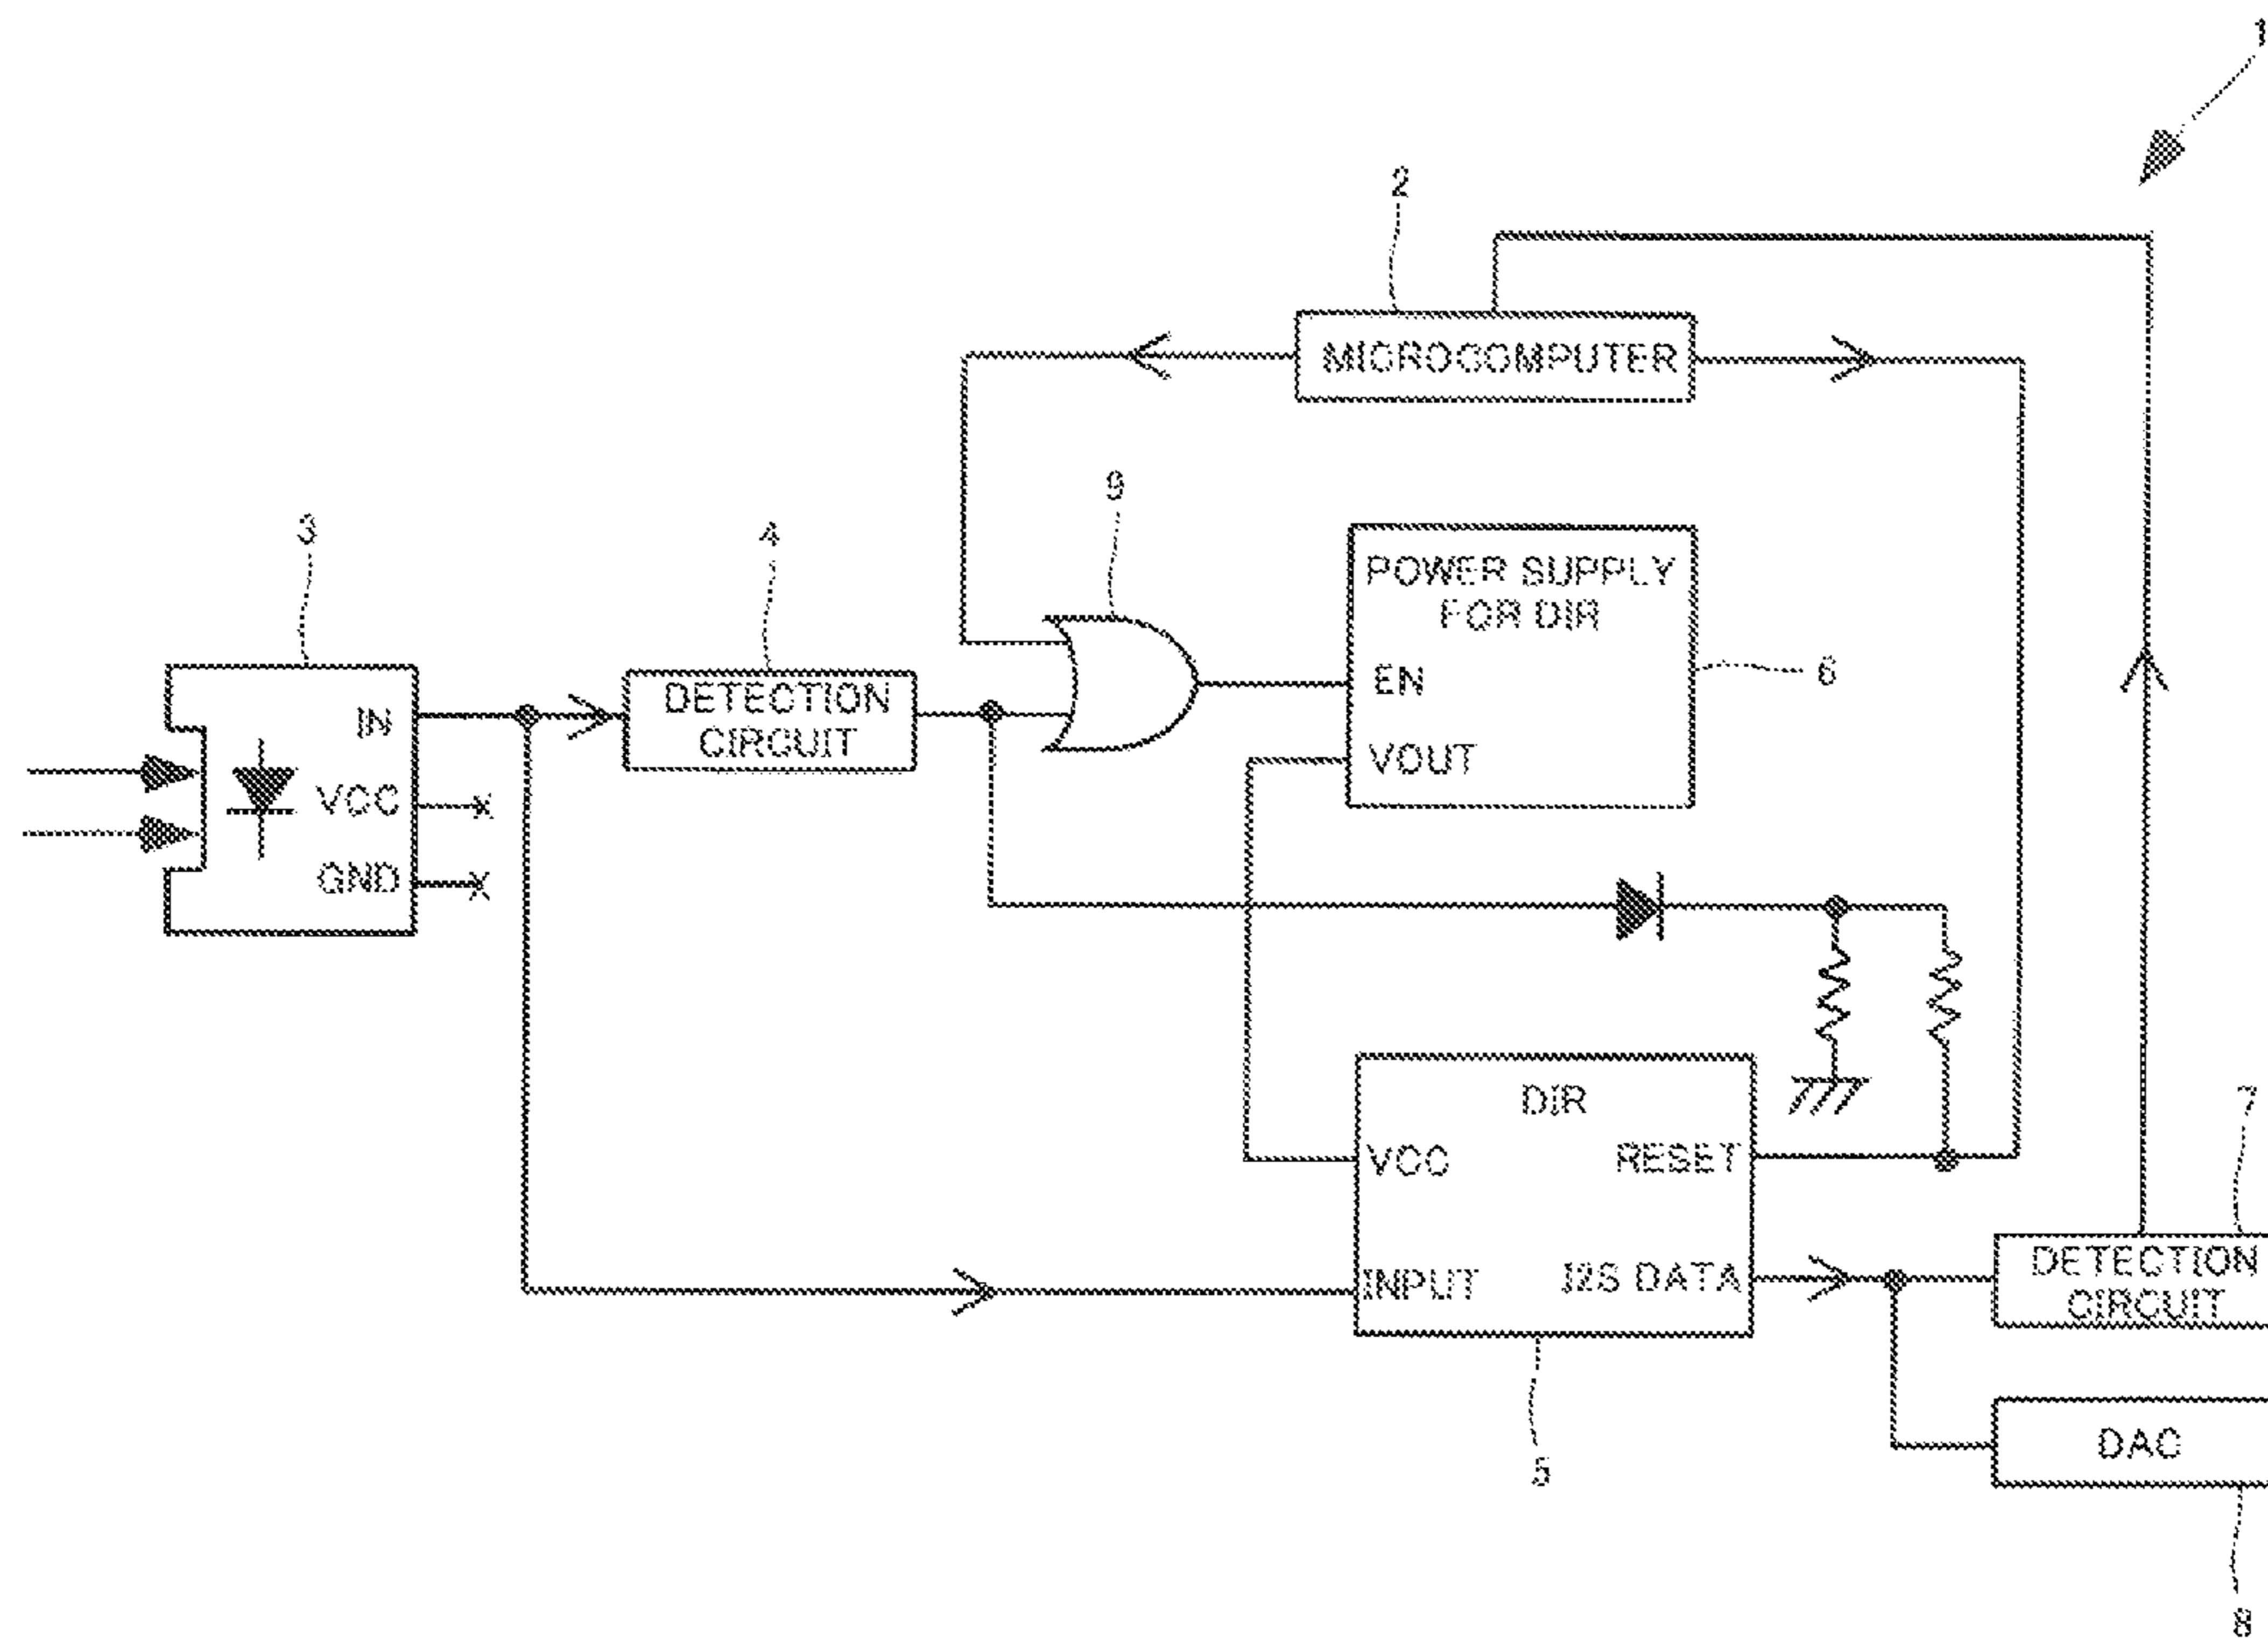 1
2
MICROCOMPUTER
9
3
4
POWER SUPPLY
FOR DIR
6
EN
VOUT
DETECTION
CIRCUIT
IN
VCC
GND
DIR
VCC
RESET
INPUT
I2S DATA
5
7
DETECTION
CIRCUIT
DAC
8